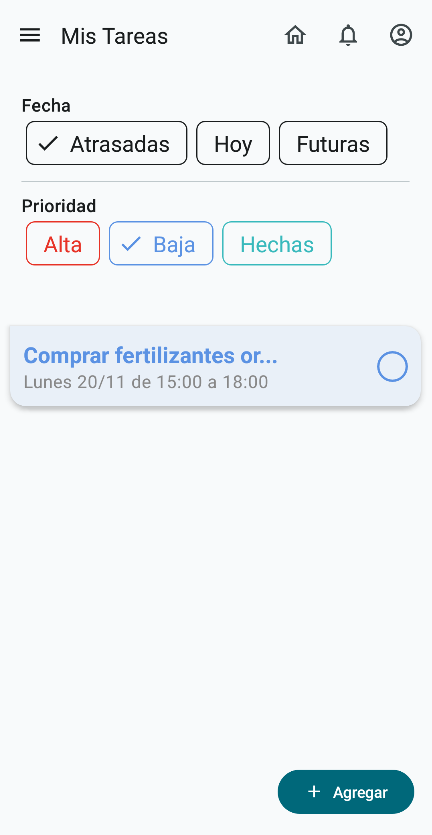 Mis Tareas
Fecha
Atrasadas
Hoy
Futuras
Prioridad
Alta
Baja
Hechas
Comprar fertilizantes or...
Lunes 20/11 de 15:00 a 18:00
+ Agregar